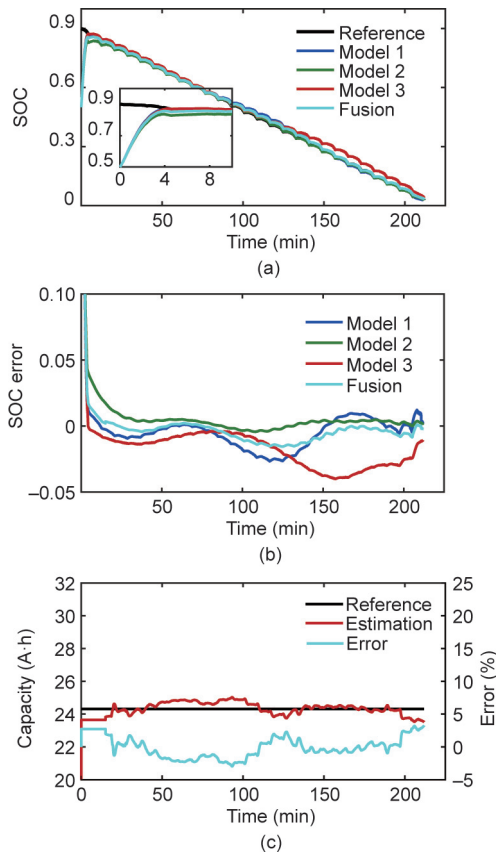 0.9
0.6
0.3
0
SOC
Reference
Model 1
Model 2
Model 3
Fusion
0.9
0.7
0.5
0 4 8
50 100 150 200
Time (min)
(a)
0.10
0.05
0
−0.05
SOC error
Model 1
Model 2
Model 3
Fusion
0 50 100 150 200
Time (min)
(b)
32
30
28
26
24
22
20
Capacity (A·h)
Reference
Estimation
Error
25
20
15
10
5
0
−5
Error (%)
0 50 100 150 200
Time (min)
(c)